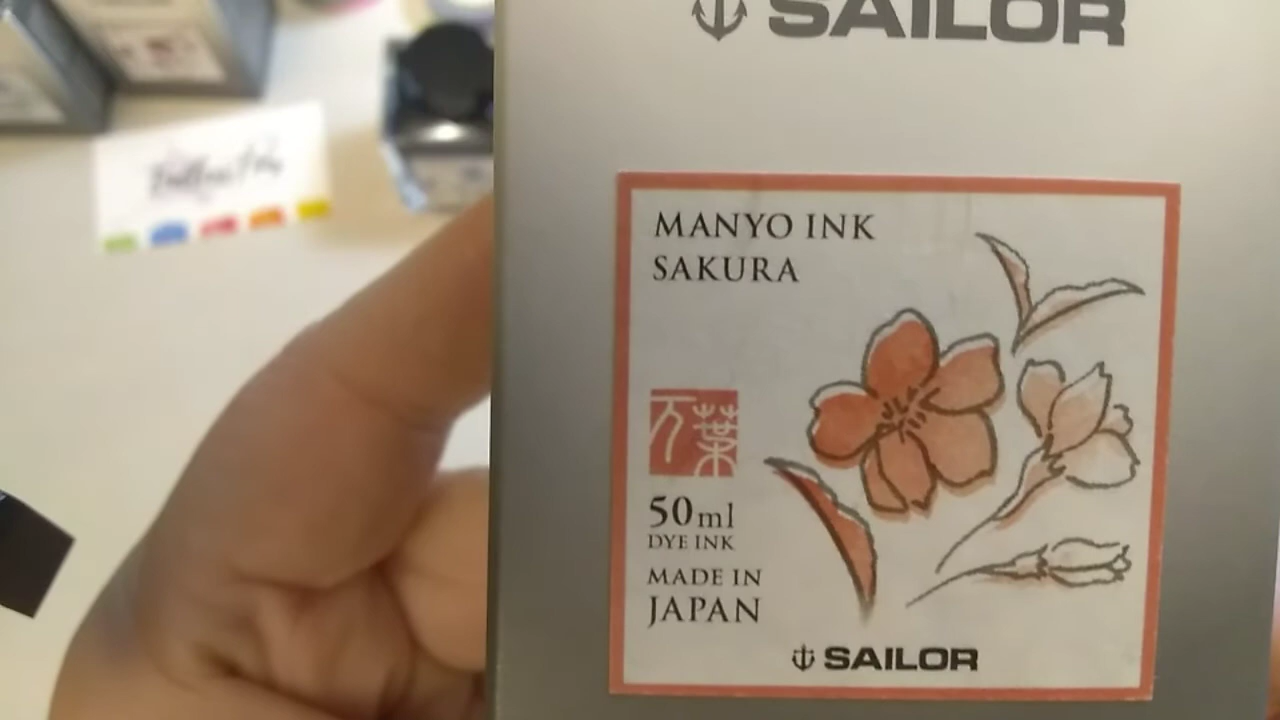 SAILOR
MANYO INK
SAKURA
万葉
50ml
DYE INK
MADE IN
JAPAN
SAILOR